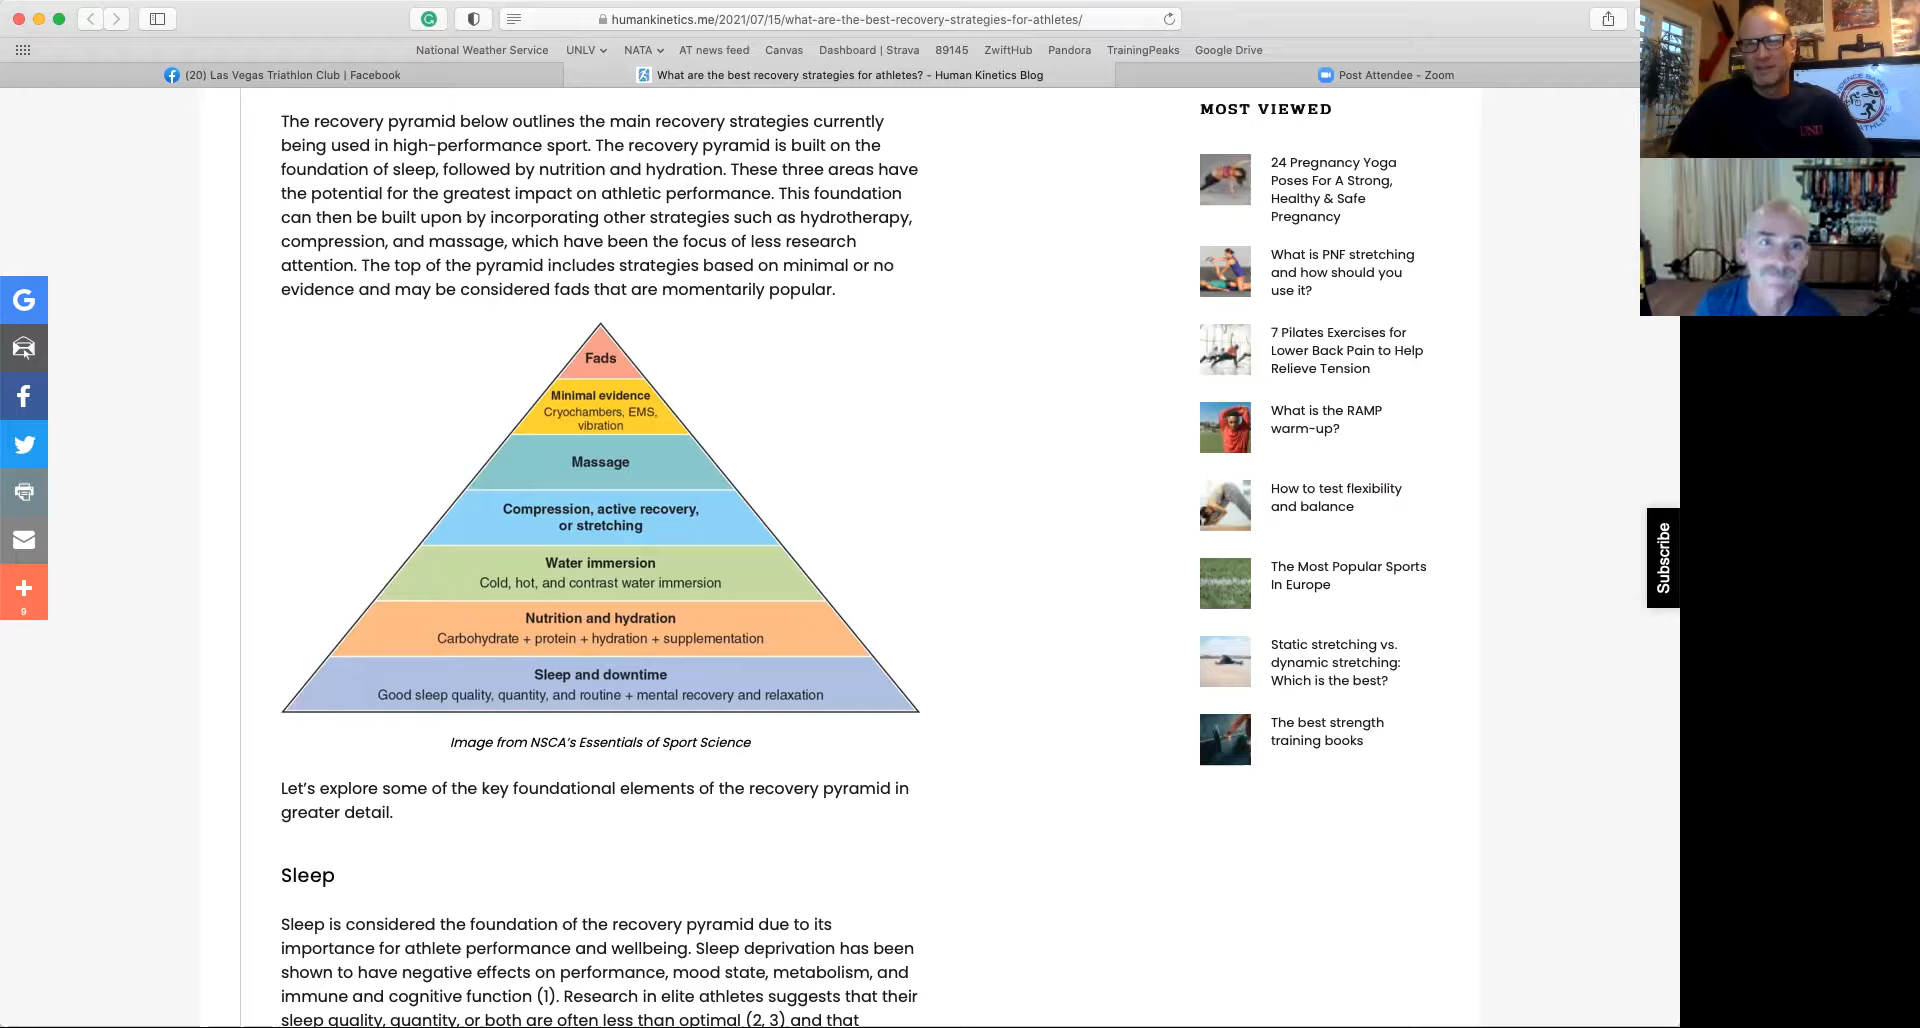 humankinetics.me/2021/07/15/what-are-the-best-recovery-strategies-for-athletes/
National Weather Service UNLV NATA AT news feed Canvas Dashboard | Strava 89145 ZwiftHub Pandora TrainingPeaks Google Drive
(20) Las Vegas Triathlon Club | Facebook
What are the best recovery strategies for athletes? - Human Kinetics Blog
Post Attendee - Zoom
The recovery pyramid below outlines the main recovery strategies currently
being used in high-performance sport. The recovery pyramid is built on the
foundation of sleep, followed by nutrition and hydration. These three areas have
the potential for the greatest impact on athletic performance. This foundation
can then be built upon by incorporating other strategies such as hydrotherapy,
compression, and massage, which have been the focus of less research
attention. The top of the pyramid includes strategies based on minimal or no
evidence and may be considered fads that are momentarily popular.
Fads
Minimal evidence
Cryochambers, EMS,
vibration
Massage
Compression, active recovery,
or stretching
Water immersion
Cold, hot, and contrast water immersion
Nutrition and hydration
Carbohydrate + protein + hydration + supplementation
Sleep and downtime
Good sleep quality, quantity, and routine + mental recovery and relaxation
Image from NSCA's Essentials of Sport Science
Let's explore some of the key foundational elements of the recovery pyramid in
greater detail.
Sleep
Sleep is considered the foundation of the recovery pyramid due to its
importance for athlete performance and wellbeing. Sleep deprivation has been
shown to have negative effects on performance, mood state, metabolism, and
immune and cognitive function (1). Research in elite athletes suggests that their
sleep quality, quantity, or both are often less than optimal (2, 3) and that
MOST VIEWED
24 Pregnancy Yoga
Poses For A Strong,
Healthy & Safe
Pregnancy
What is PNF stretching
and how should you
use it?
7 Pilates Exercises for
Lower Back Pain to Help
Relieve Tension
What is the RAMP
warm-up?
How to test flexibility
and balance
The Most Popular Sports
In Europe
Static stretching vs.
dynamic stretching:
Which is the best?
The best strength
training books
Subscribe
9